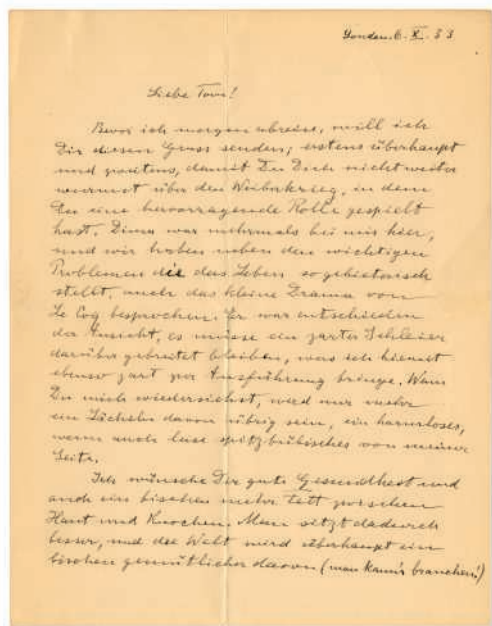 London. 6. X. 33
Liebe Toni!
Bevor ich morgen abreise, will ich
Dir diesen Gruss senden; erstens überhaupt
und zweitens, damit Du Dich nicht weiter
wurmst über den Weiberkrieg, in dem
Du eine hervorragende Rolle gespielt
hast. Dima war mehrmals bei mir hier,
und wir haben neben den wichtigen
Problemen die das Leben so gebieterisch
stellt, auch das kleine Drama von
Le Coq besprochen. Er war entschieden
der Ansicht, es müsse ein zarter Schleier
darüber gebreitet bleiben, was ich hiemit
ebenso zart zur Ausführung bringe. Wenn
Du mich wiedersiehst, wird nur mehr
ein Lächeln davon übrig sein, ein harmloses,
wenn auch leise spitzbübisches von meiner
Seite.
Ich wünsche Dir gute Gesundheit und
auch ein bischen mehr Fett zwischen
Haut und Knochen. Man sitzt dadurch
besser, und die Welt wird überhaupt ein
bischen gemütlicher davon (man kann's brauchen!)